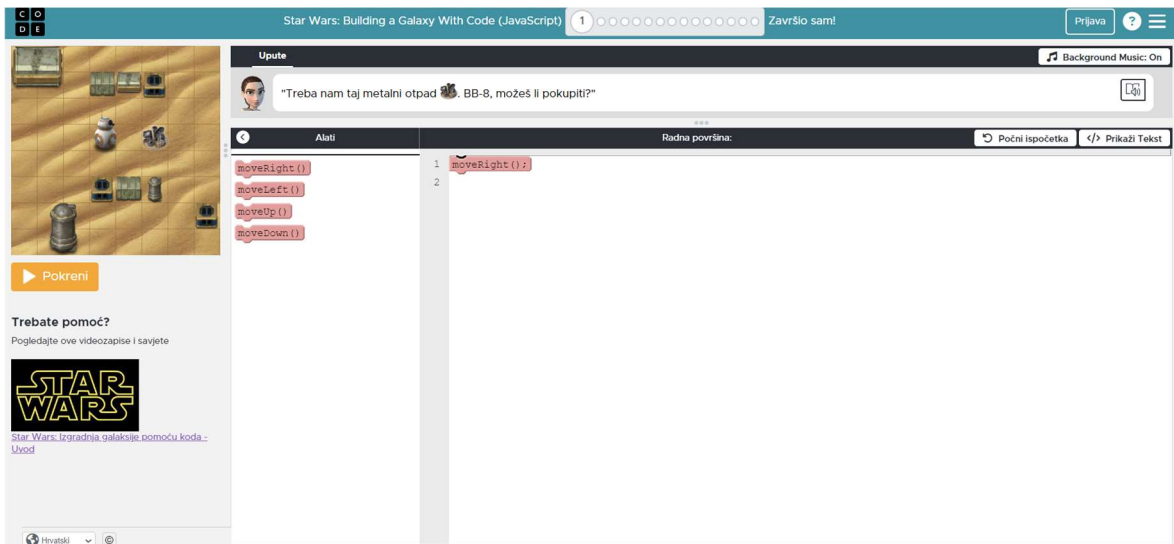 C O
D E
Star Wars: Building a Galaxy With Code (JavaScript)
1
Završio sam!
Prijava
?
Upute
Background Music: On
"Treba nam taj metalni otpad . BB-8, možeš li pokupiti?"
Alati
Radna površina:
Počni ispočetka
</> Prikaži Tekst
moveRight()
moveLeft()
moveUp()
moveDown()
1 moveRight();
2
Pokreni
Trebate pomoć?
Pogledajte ove videozapise i savjete
STAR
WARS
Star Wars: Izgradnja galaksije pomoću koda -
Uvod
Hrvatski
©